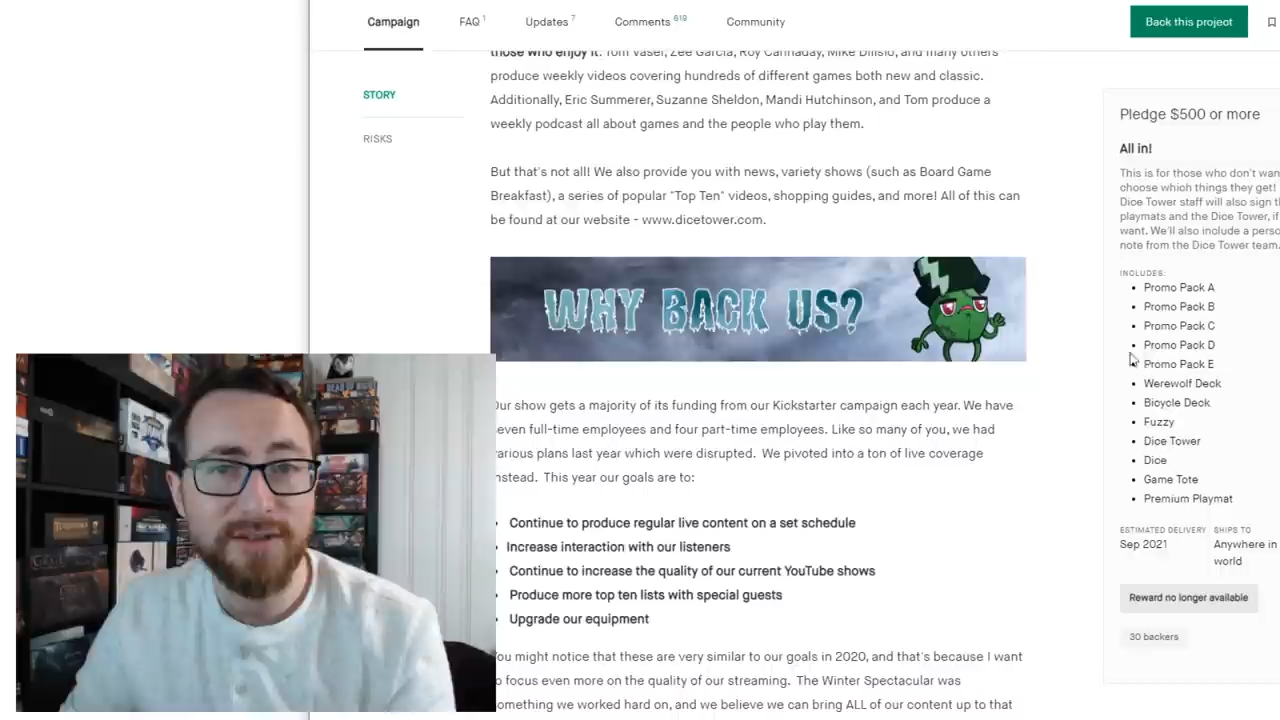 Campaign
FAQ 1
Updates 7
Comments 619
Community
Back this project
STORY
RISKS
those who enjoy it. Tom Vasel, Zee Garcia, Roy Cannaday, Mike DiLisio, and many others
produce weekly videos covering hundreds of different games both new and classic.
Additionally, Eric Summerer, Suzanne Sheldon, Mandi Hutchinson, and Tom produce a
weekly podcast all about games and the people who play them.
But that's not all! We also provide you with news, variety shows (such as Board Game
Breakfast), a series of popular "Top Ten" videos, shopping guides, and more! All of this can
be found at our website - www.dicetower.com.
WHY BACK US?
Our show gets a majority of its funding from our Kickstarter campaign each year. We have
seven full-time employees and four part-time employees. Like so many of you, we had
various plans last year which were disrupted. We pivoted into a ton of live coverage
instead. This year our goals are to:
Continue to produce regular live content on a set schedule
Increase interaction with our listeners
Continue to increase the quality of our current YouTube shows
Produce more top ten lists with special guests
Upgrade our equipment
You might notice that these are very similar to our goals in 2020, and that's because I want
to focus even more on the quality of our streaming. The Winter Spectacular was
something we worked hard on, and we believe we can bring ALL of our content up to that
Pledge $500 or more
All in!
This is for those who don't wan
choose which things they get!
Dice Tower staff will also sign th
playmats and the Dice Tower, if
want. We'll also include a perso
note from the Dice Tower team.
INCLUDES:
Promo Pack A
Promo Pack B
Promo Pack C
Promo Pack D
Promo Pack E
Werewolf Deck
Bicycle Deck
Fuzzy
Dice Tower
Dice
Game Tote
Premium Playmat
ESTIMATED DELIVERY
Sep 2021
SHIPS TO
Anywhere in
world
Reward no longer available
30 backers